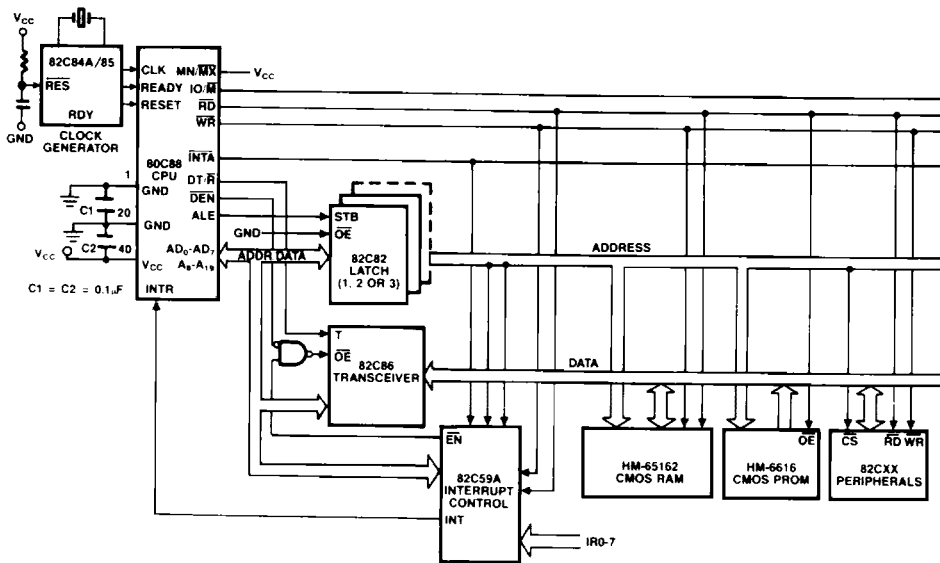 VCC
82C84A/85
RES
RDY
GND
CLOCK
GENERATOR
CLK
READY
RESET
80C88
CPU
MN/MX
IO/M
RD
WR
INTA
DT/R
DEN
ALE
VCC
1
GND
C1
20
GND
C2
40
VCC
VCC
AD0-AD7
A8-A19
INTR
C1 = C2 = 0.1µF
ADDR DATA
GND
STB
OE
82C82
LATCH
(1, 2 OR 3)
ADDRESS
T
OE
82C86
TRANSCEIVER
DATA
EN
82C59A
INTERRUPT
CONTROL
INT
IR0-7
HM-65162
CMOS RAM
OE
HM-6616
CMOS PROM
CS
RD
WR
82CXX
PERIPHERALS